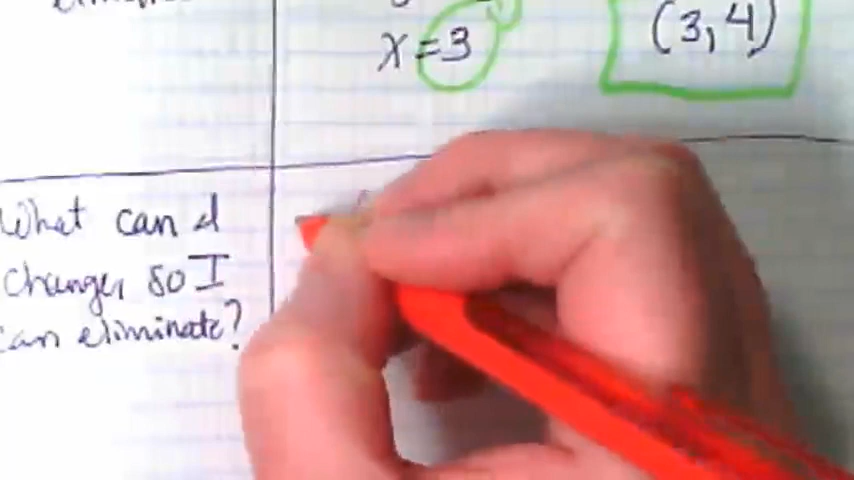 x = 3
(3, 4)
What can I
change, so I
can eliminate?